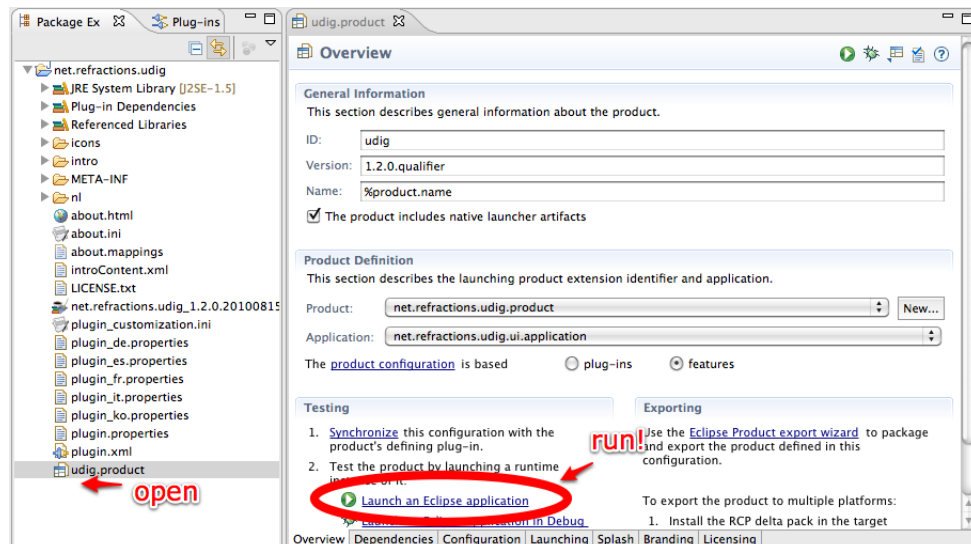 Package Ex
Plug-ins
net.refractions.udig
JRE System Library [J2SE-1.5]
Plug-in Dependencies
Referenced Libraries
icons
intro
META-INF
nl
about.html
about.ini
about.mappings
introContent.xml
LICENSE.txt
net.refractions.udig_1.2.0.20100815
plugin_customization.ini
plugin_de.properties
plugin_es.properties
plugin_fr.properties
plugin_it.properties
plugin_ko.properties
plugin.properties
plugin.xml
udig.product
open
udig.product
Overview
General Information
This section describes general information about the product.
ID: udig
Version: 1.2.0.qualifier
Name: %product.name
The product includes native launcher artifacts
Product Definition
This section describes the launching product extension identifier and application.
Product: net.refractions.udig.product New...
Application: net.refractions.udig.ui.application
The product configuration is based plug-ins features
Testing
1. Synchronize this configuration with the
product's defining plug-in.
2. Test the product by launching a runtime
of it.
Launch an Eclipse application
Application in Debug
run!
Exporting
Use the Eclipse Product export wizard to package
and export the product defined in this
configuration.
To export the product to multiple platforms:
1. Install the RCP delta pack in the target
Overview Dependencies Configuration Launching Splash Branding Licensing